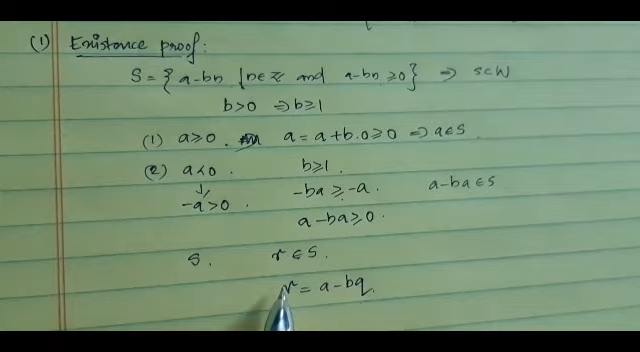 (1) Existance proof:
S = { a-bn | n∈ℤ and a-bn ≥0} ⇒ S⊂W
b>0 ⇒ b≥1
(1) a≥0. a = a+b.0≥0 ⇒ a∈S.
(2) a<0. b≥1.
↓
-a>0. -ba ≥ -a. a-ba∈S
a-ba≥0.
S. r∈S.
r = a-bq.